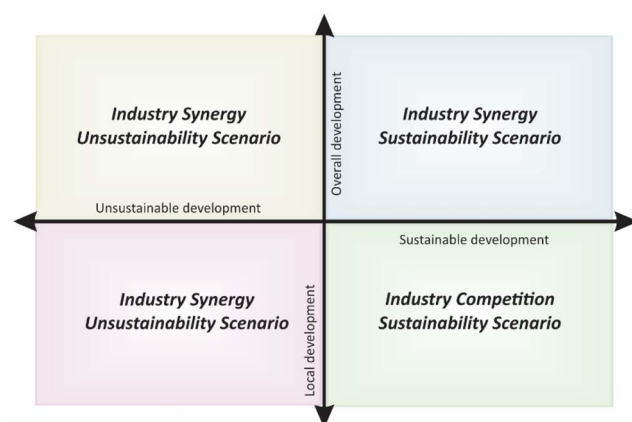 Industry Synergy
Unsustainability Scenario
Overall development
Industry Synergy
Sustainability Scenario
Unsustainable development
Sustainable development
Industry Synergy
Unsustainability Scenario
Local development
Industry Competition
Sustainability Scenario